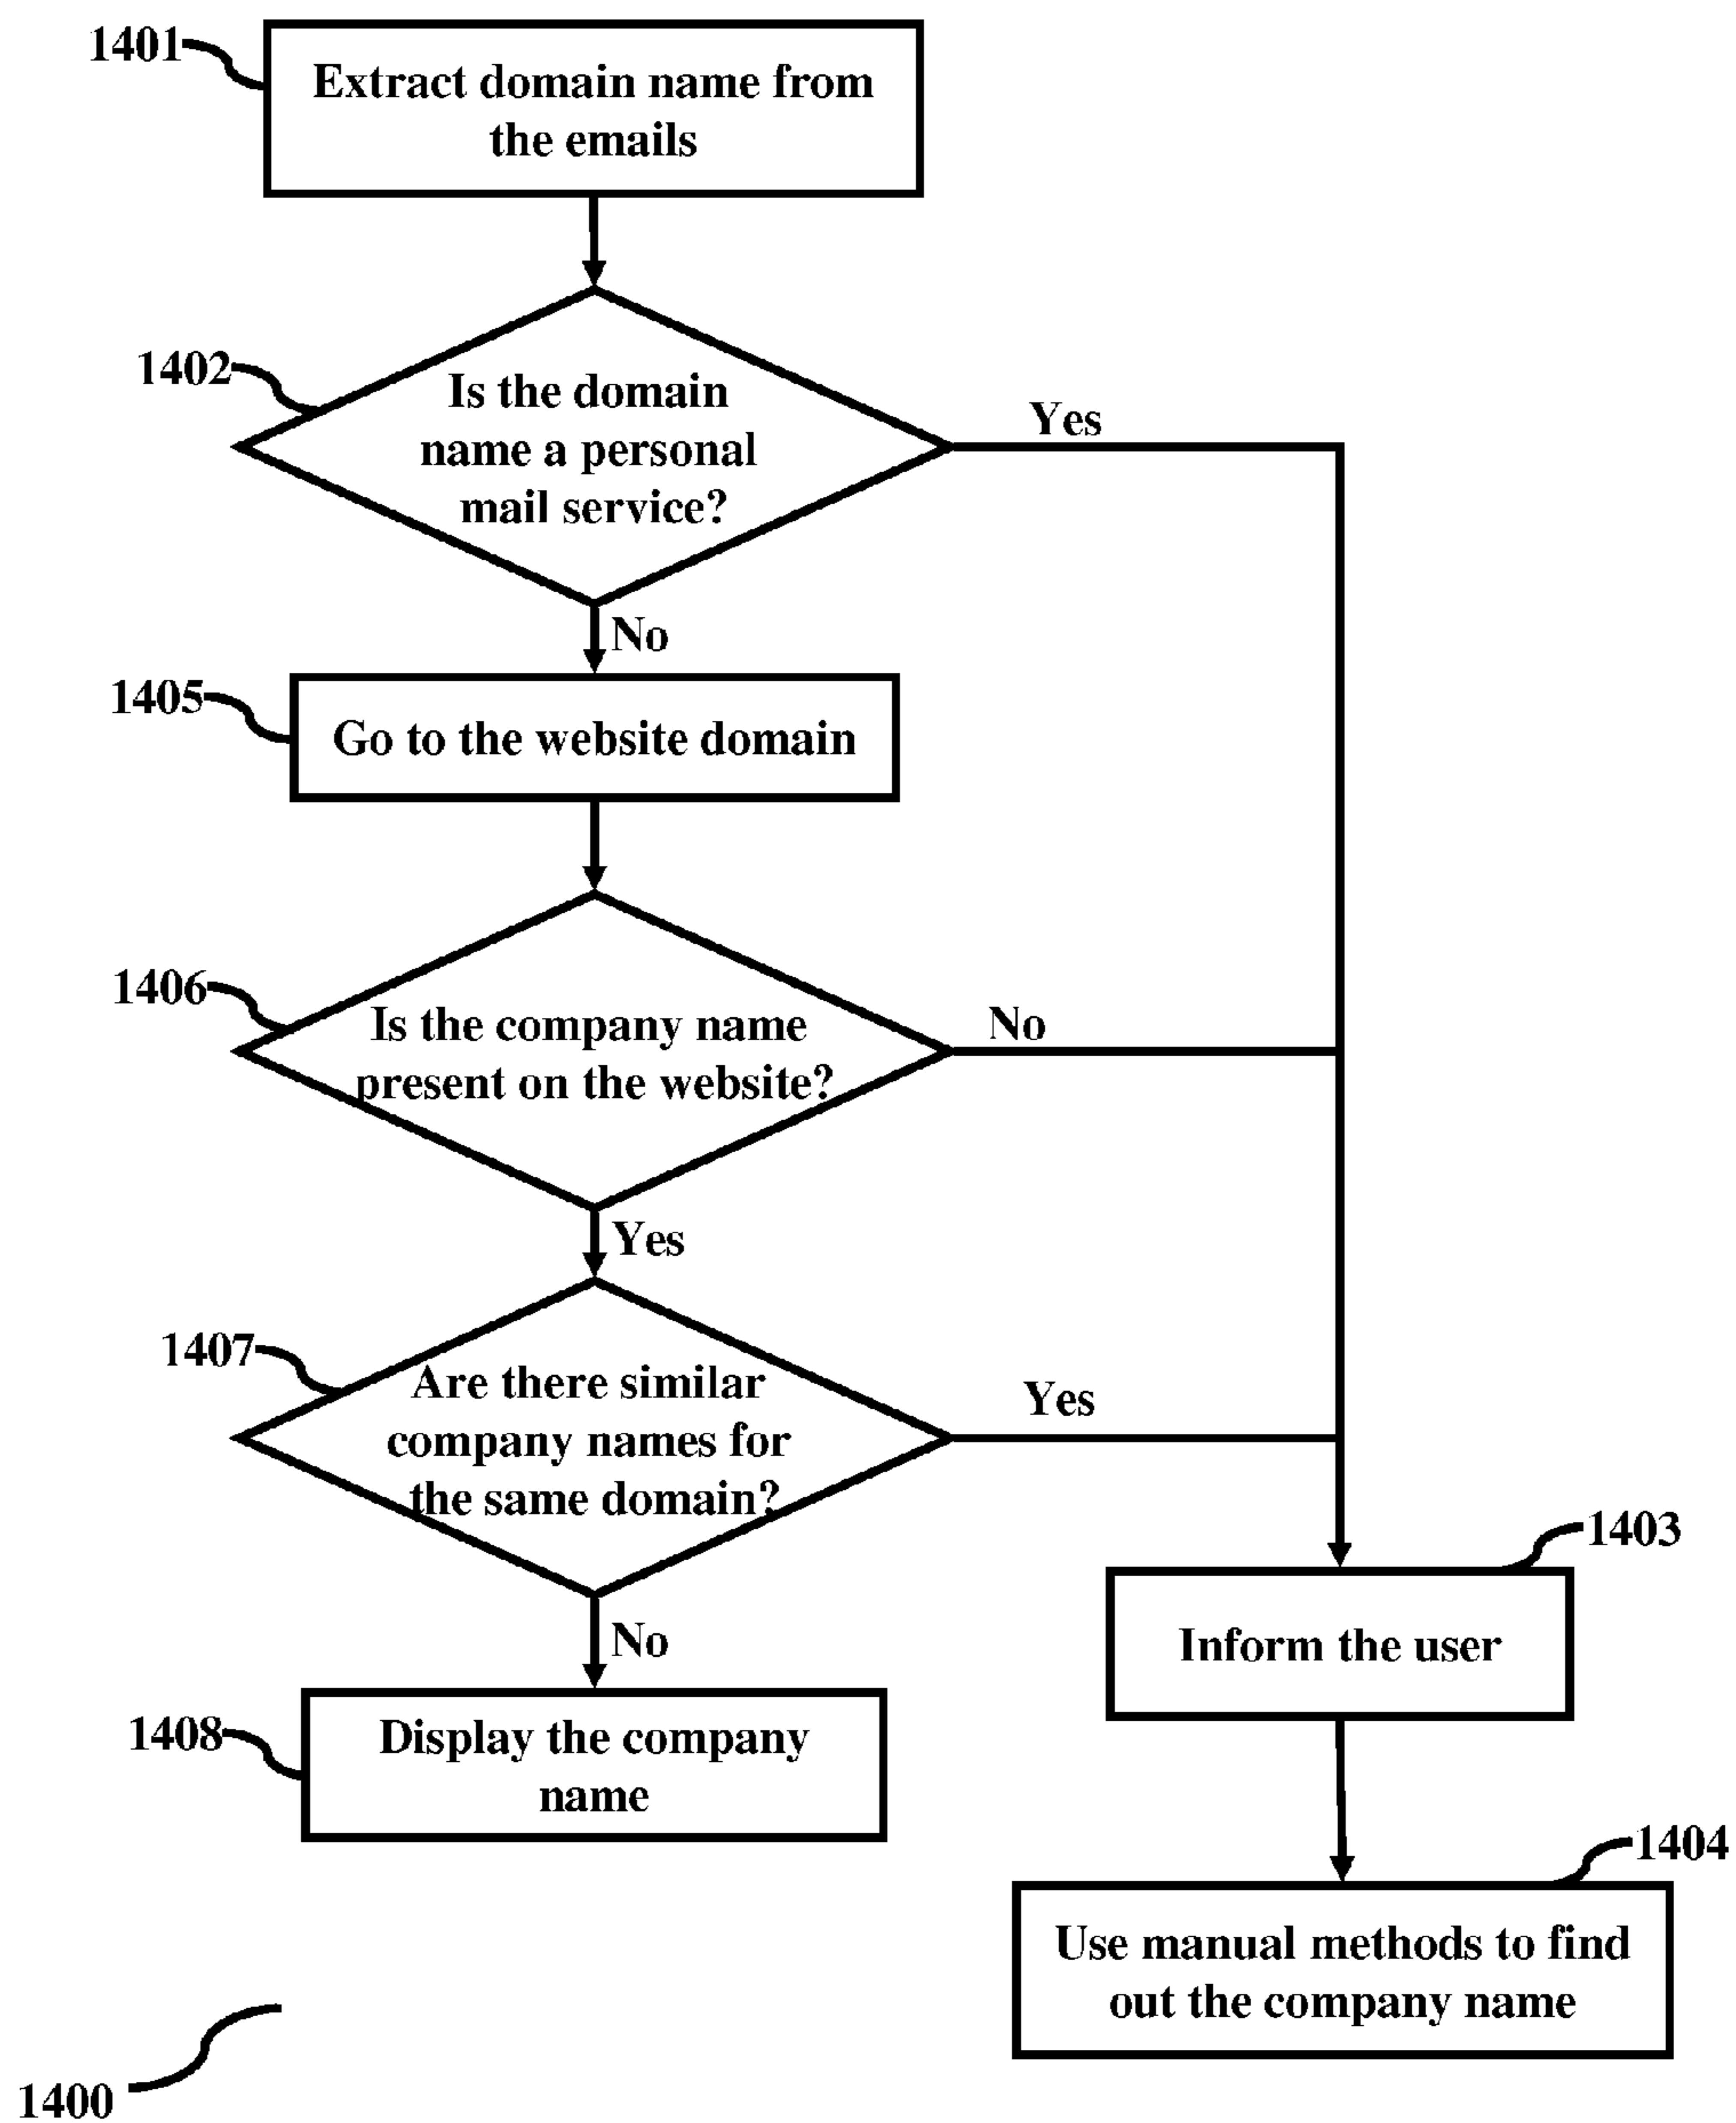 1401
Extract domain name from
the emails
1402
Is the domain
name a personal
mail service?
Yes
No
1405
Go to the website domain
1406
Is the company name
present on the website?
No
Yes
1407
Are there similar
company names for
the same domain?
Yes
No
1403
Inform the user
1408
Display the company
name
1404
Use manual methods to find
out the company name
1400